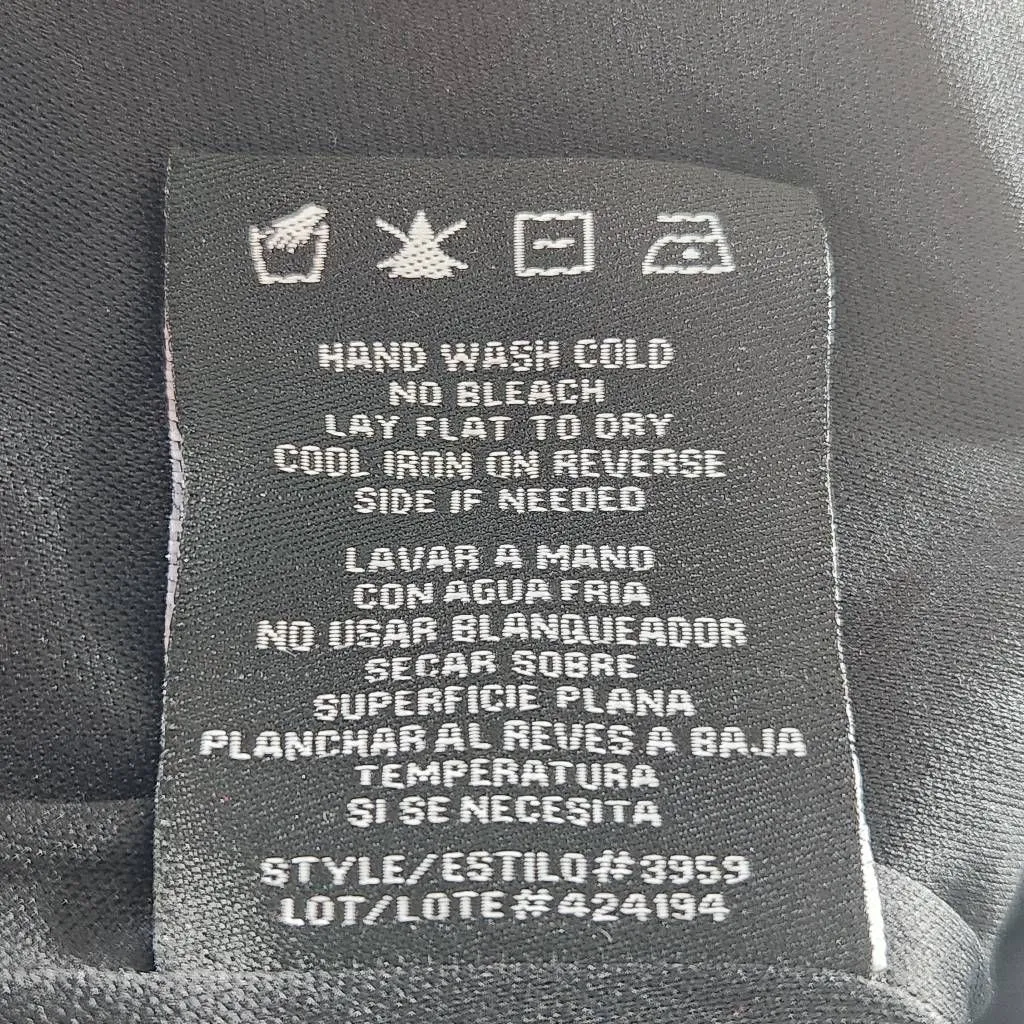 HAND WASH COLD
NO BLEACH
LAY FLAT TO DRY
COOL IRON ON REVERSE
SIDE IF NEEDED
LAVAR A MANO
CON AGUA FRIA
NO USAR BLANQUEADOR
SECAR SOBRE
SUPERFICIE PLANA
PLANCHAR AL REVES A BAJA
TEMPERATURA
SI SE NECESITA
STYLE/ESTILO#3959
LOT/LOTE#424194